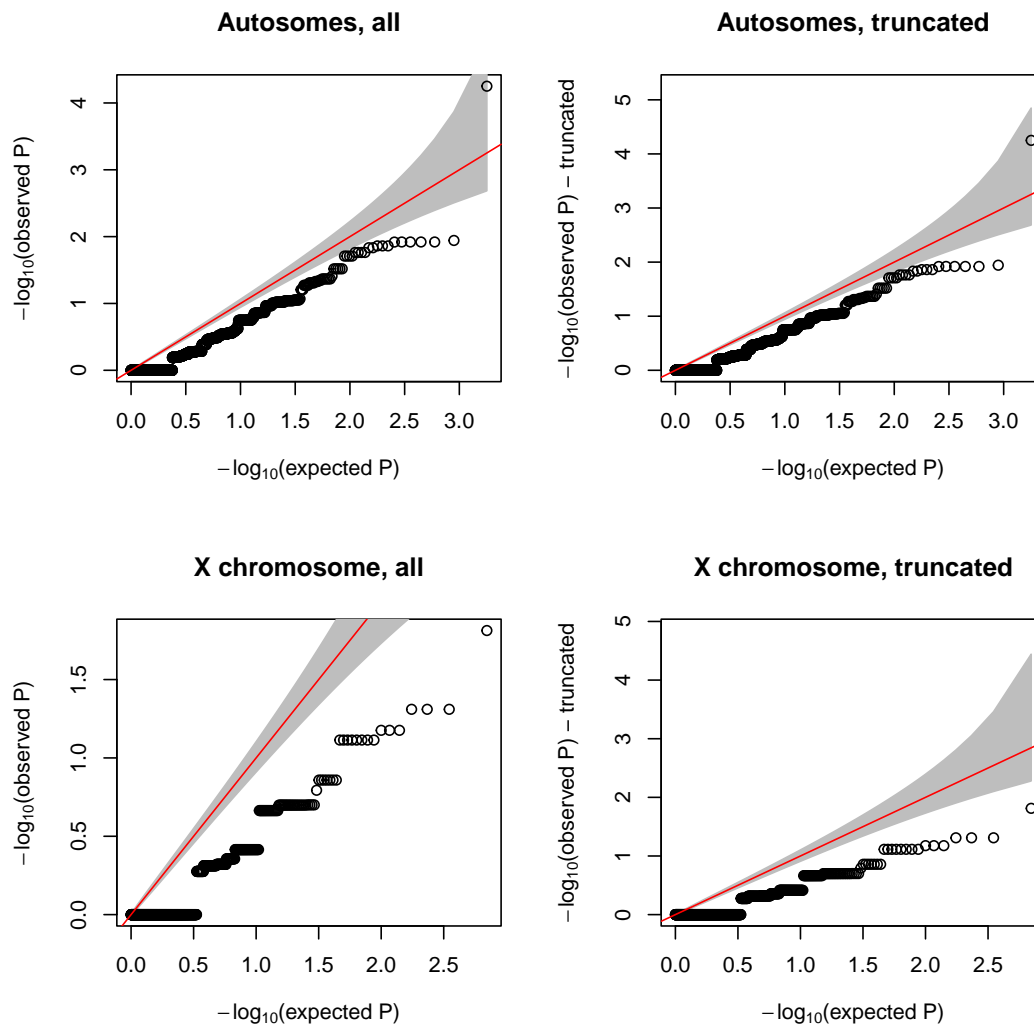 Autosomes, all
−log10(observed P)
4
3
2
1
0
0.0 0.5 1.0 1.5 2.0 2.5 3.0
−log10(expected P)
Autosomes, truncated
−log10(observed P) − truncated
5
4
3
2
1
0
0.0 0.5 1.0 1.5 2.0 2.5 3.0
−log10(expected P)
X chromosome, all
−log10(observed P)
1.5
1.0
0.5
0.0
0.0 0.5 1.0 1.5 2.0 2.5
−log10(expected P)
X chromosome, truncated
−log10(observed P) − truncated
5
4
3
2
1
0
0.0 0.5 1.0 1.5 2.0 2.5
−log10(expected P)